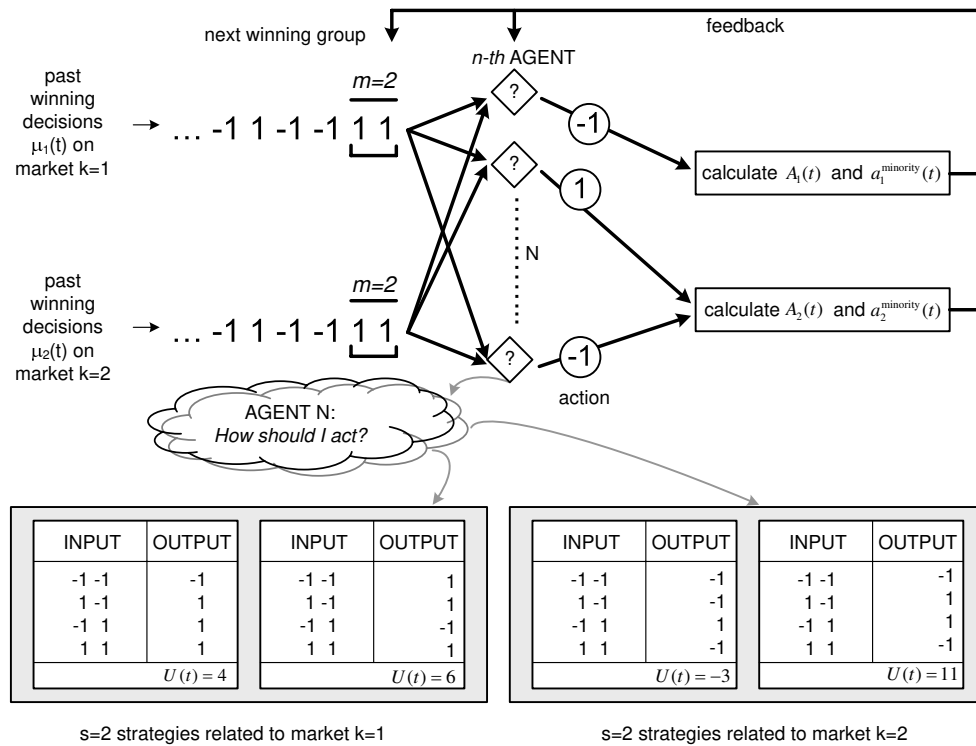 next winning group
feedback
n-th AGENT
past
winning
decisions
μ1(t) on
market k=1
m=2
... -1 1 -1 -1 1 1
?
-1
?
1
calculate A1(t) and a1^minority(t)
N
past
winning
decisions
μ2(t) on
market k=2
m=2
... -1 1 -1 -1 1 1
?
-1
calculate A2(t) and a2^minority(t)
action
AGENT N:
How should I act?
INPUT OUTPUT
-1 -1 -1
1 -1 1
-1 1 1
1 1 1
U(t) = 4
INPUT OUTPUT
-1 -1 1
1 -1 1
-1 1 -1
1 1 1
U(t) = 6
INPUT OUTPUT
-1 -1 -1
1 -1 -1
-1 1 1
1 1 -1
U(t) = −3
INPUT OUTPUT
-1 -1 -1
1 -1 1
-1 1 1
1 1 -1
U(t) = 11
s=2 strategies related to market k=1
s=2 strategies related to market k=2